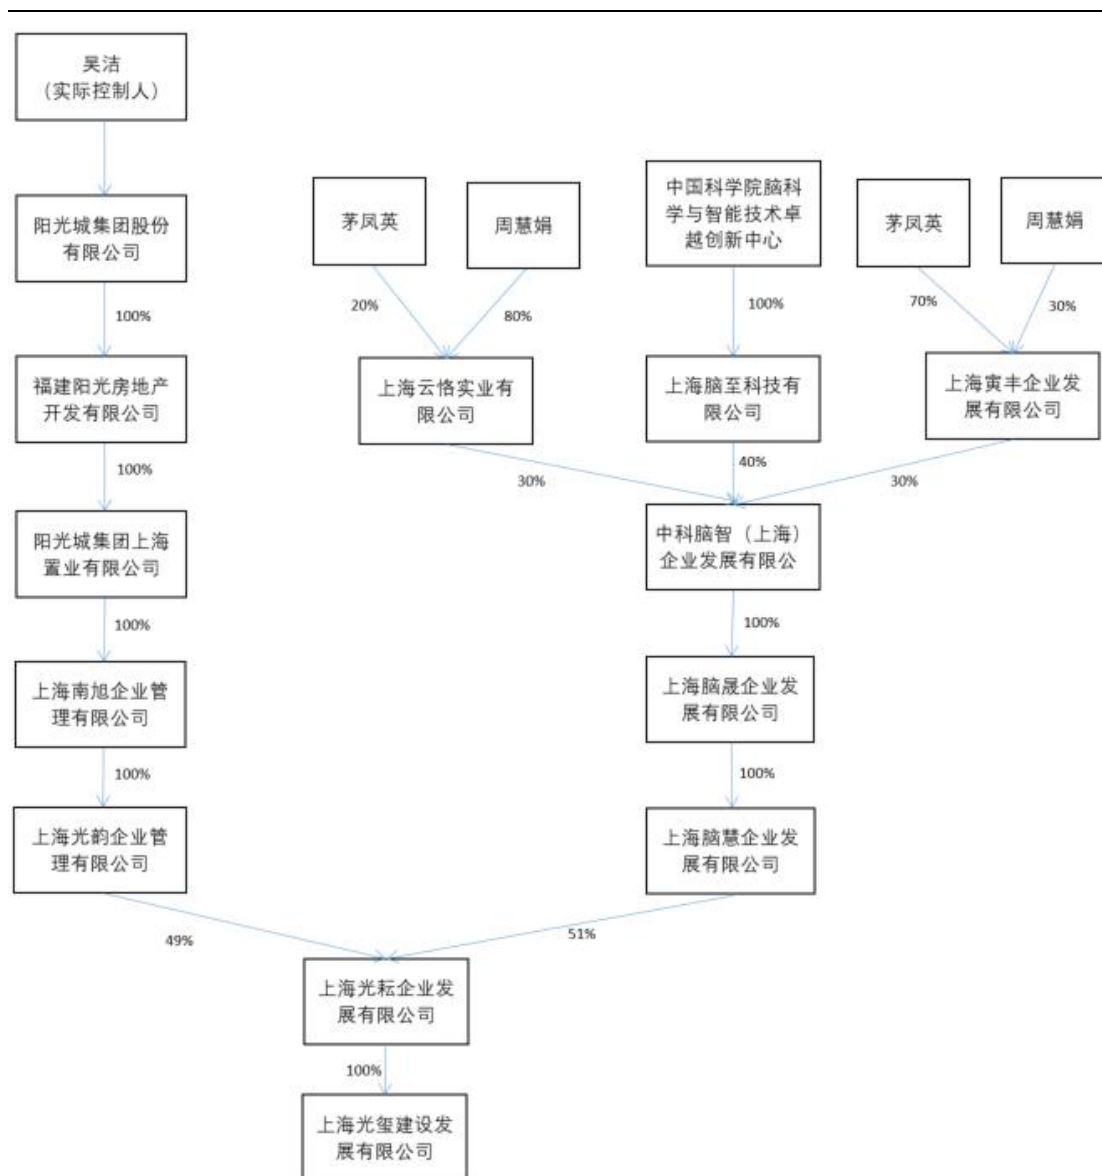 吴洁
（实际控制人）
阳光城集团股份
有限公司
茅凤英
周慧娟
中国科学院脑科
学与智能技术卓
越创新中心
茅凤英
周慧娟
100%
20%
80%
100%
70%
30%
福建阳光房地产
开发有限公司
上海云恪实业有
限公司
上海脑至科技有
限公司
上海寅丰企业发
展有限公司
100%
30%
40%
30%
阳光城集团上海
置业有限公司
中科脑智（上海）
企业发展有限公
100%
100%
上海南旭企业管
理有限公司
上海脑晟企业发
展有限公司
100%
100%
上海光韵企业管
理有限公司
上海脑慧企业发
展有限公司
49%
51%
上海光耘企业发
展有限公司
100%
上海光玺建设发
展有限公司